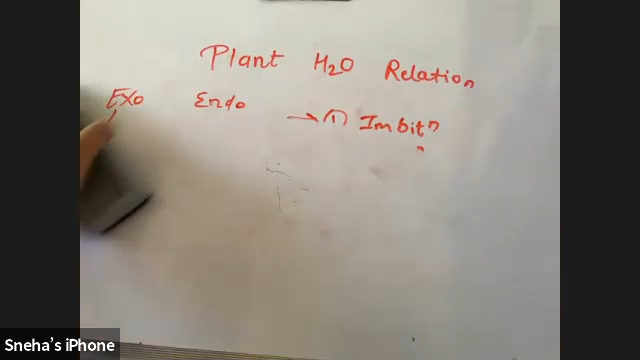 Plant H2O Relation
Exo Endo → (1) Imbitn
Sneha's iPhone